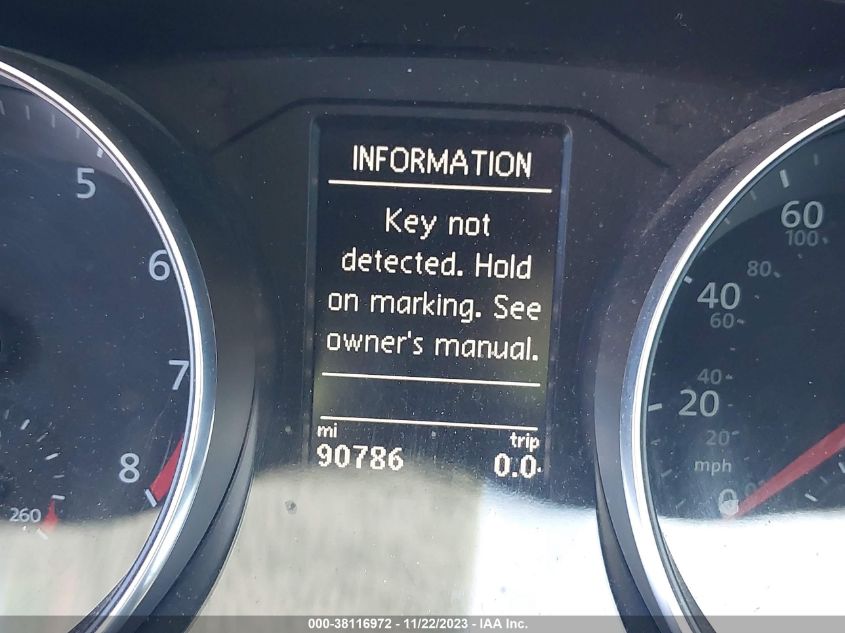 INFORMATION
Key not
detected. Hold
on marking. See
owner's manual.
mi
trip
90786
0.0
5
6
7
8
260
60
100
80
40
60
40
20
20
mph
0
000-38116972 - 11/22/2023 - IAA Inc.